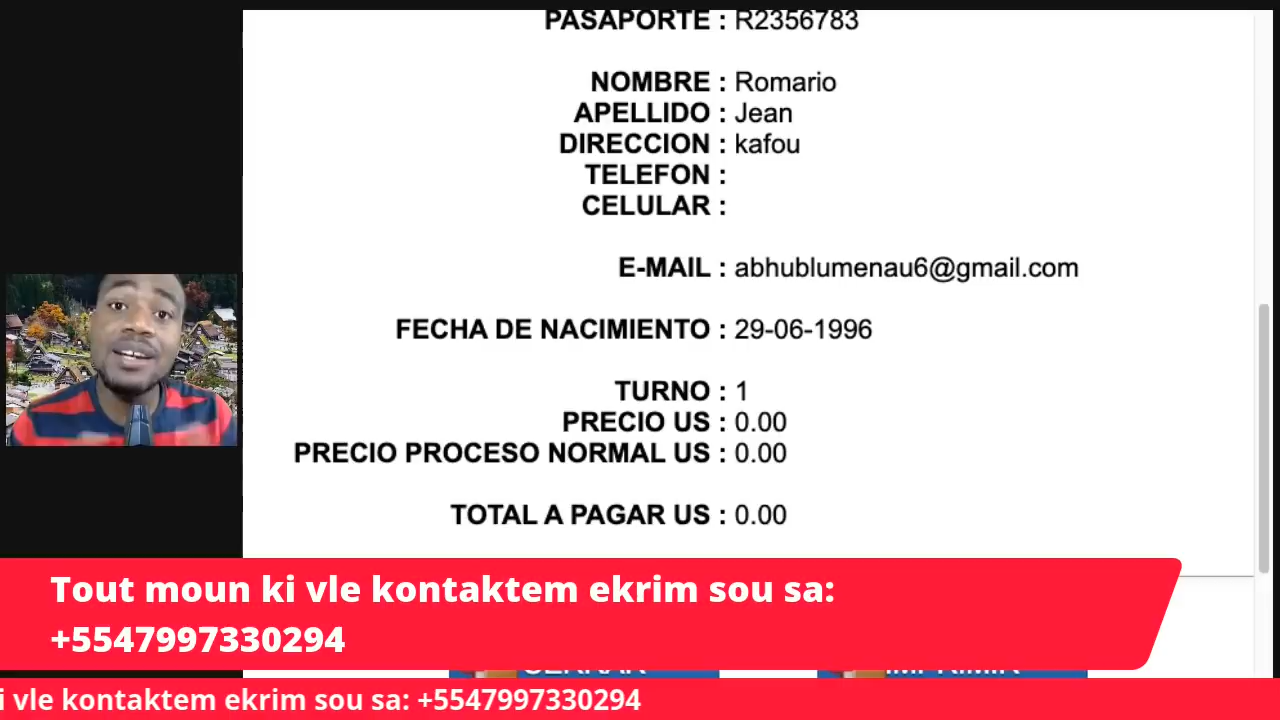 PASAPORTE : R2356783
NOMBRE : Romario
APELLIDO : Jean
DIRECCION : kafou
TELEFON :
CELULAR :
E-MAIL : abhublumenau6@gmail.com
FECHA DE NACIMIENTO : 29-06-1996
TURNO : 1
PRECIO US : 0.00
PRECIO PROCESO NORMAL US : 0.00
TOTAL A PAGAR US : 0.00
Tout moun ki vle kontaktem ekrim sou sa:
+5547997330294
CERRAR IMPRIMIR
i vle kontaktem ekrim sou sa: +5547997330294